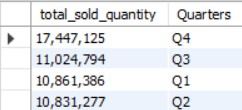 total_sold_quantity Quarters
17,447,125 Q4
11,024,794 Q3
10,861,386 Q1
10,831,277 Q2